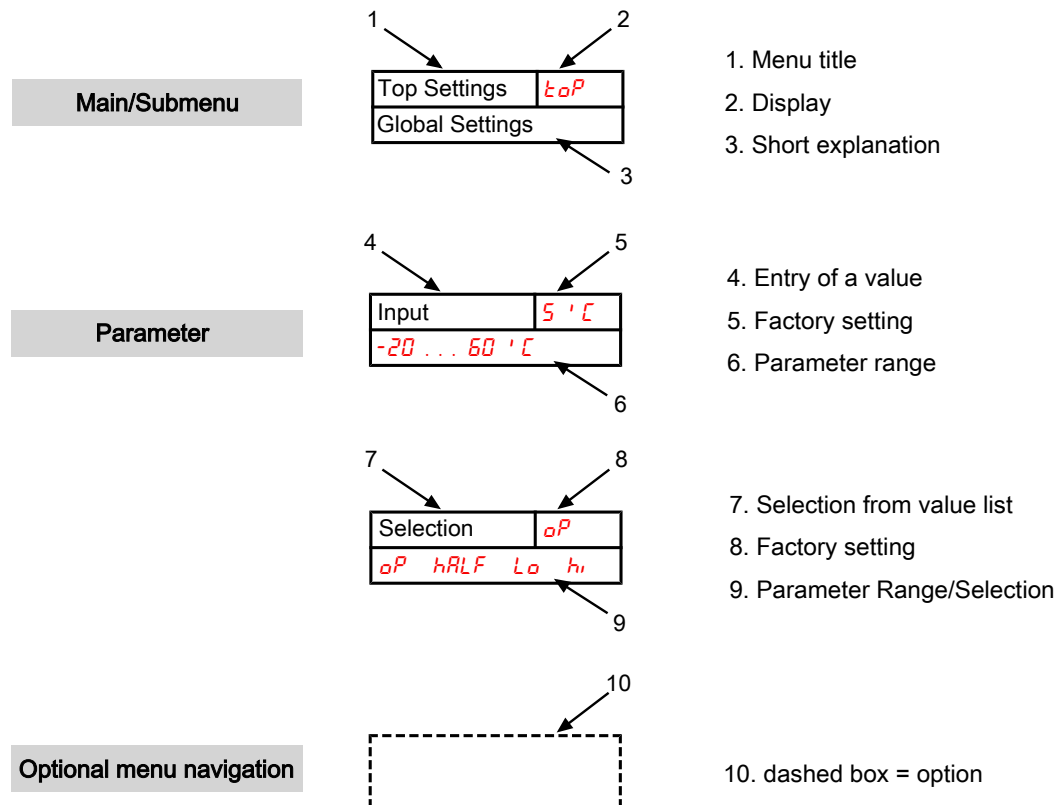 1
2
Top Settings toP
Global Settings
3
Main/Submenu
1. Menu title
2. Display
3. Short explanation
4
5
Input 5 'C
-20 ... 60 'C
6
Parameter
4. Entry of a value
5. Factory setting
6. Parameter range
7
8
Selection oP
oP hALF Lo hi
9
7. Selection from value list
8. Factory setting
9. Parameter Range/Selection
10
Optional menu navigation
10. dashed box = option